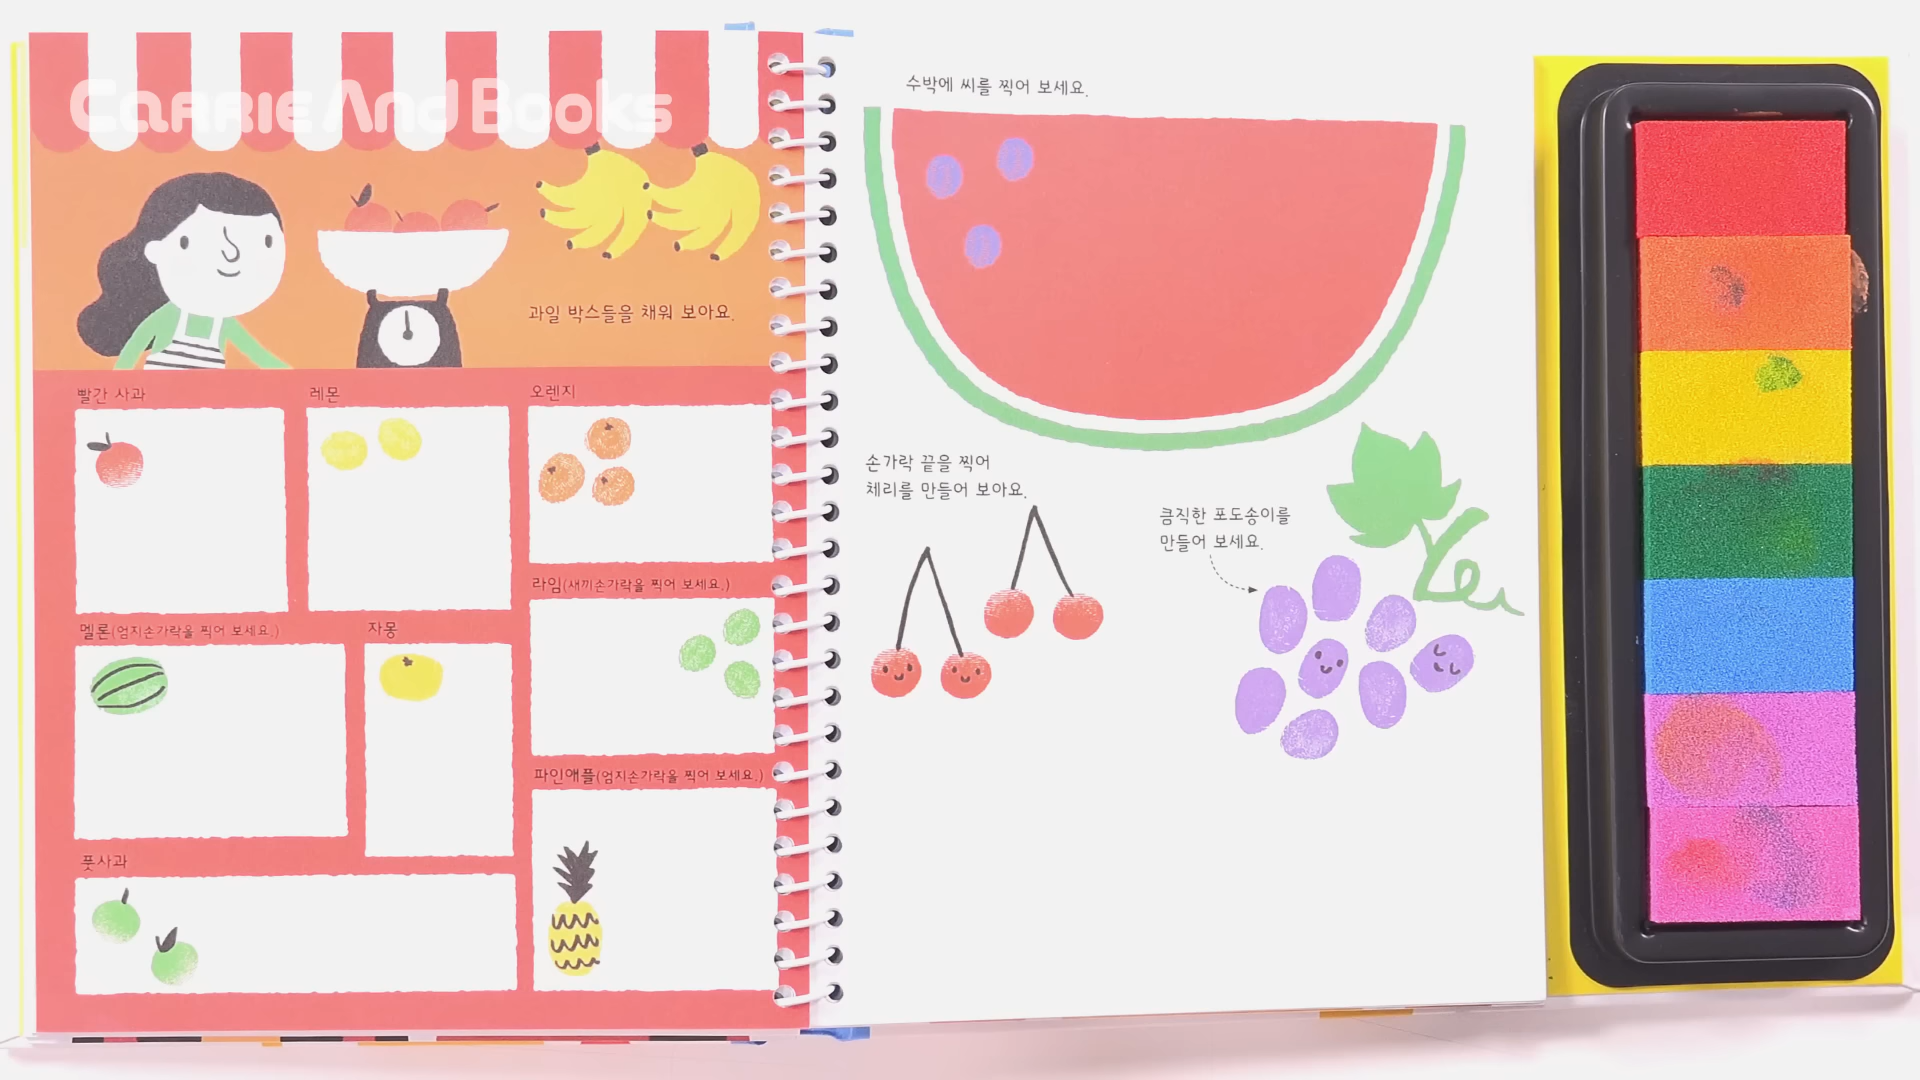 Carrie And Books
과일 박스들을 채워 보아요.
빨간 사과
레몬
오렌지
라임(새끼손가락을 찍어 보세요.)
멜론(엄지손가락을 찍어 보세요.)
자몽
파인애플(엄지손가락을 찍어 보세요.)
풋사과
수박에 씨를 찍어 보세요.
손가락 끝을 찍어
체리를 만들어 보아요.
큼직한 포도송이를
만들어 보세요.